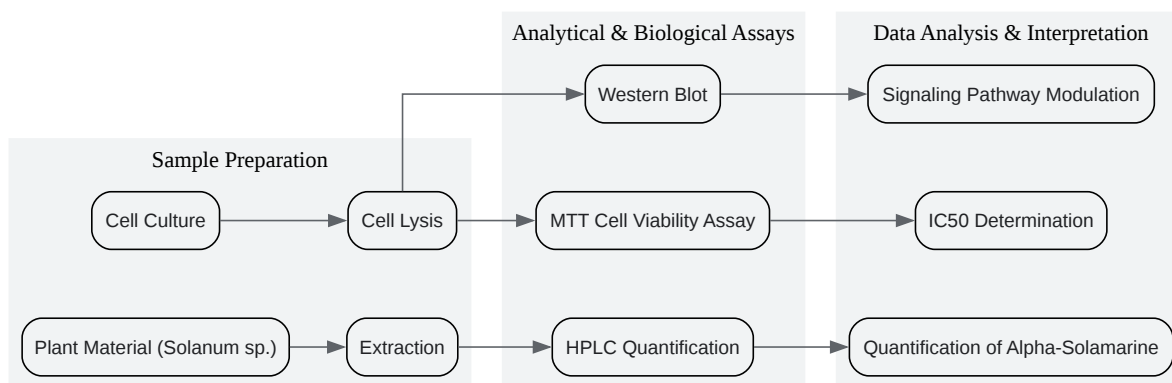 Analytical & Biological Assays
Data Analysis & Interpretation
Western Blot
Signaling Pathway Modulation
Sample Preparation
Cell Culture
Cell Lysis
MTT Cell Viability Assay
IC50 Determination
Plant Material (Solanum sp.)
Extraction
HPLC Quantification
Quantification of Alpha-Solamarine